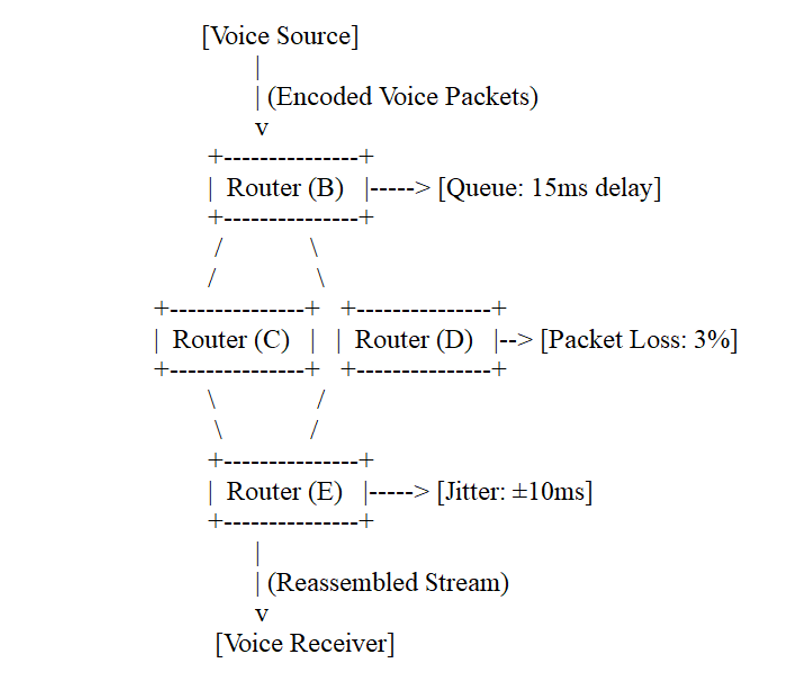 [Voice Source]
|
| (Encoded Voice Packets)
v
+---------------+
| Router (B) |-----> [Queue: 15ms delay]
+---------------+
/ \
/ \
+---------------+ +---------------+
| Router (C) | | Router (D) |--> [Packet Loss: 3%]
+---------------+ +---------------+
\ /
\ /
+---------------+
| Router (E) |-----> [Jitter: ±10ms]
+---------------+
|
| (Reassembled Stream)
v
[Voice Receiver]